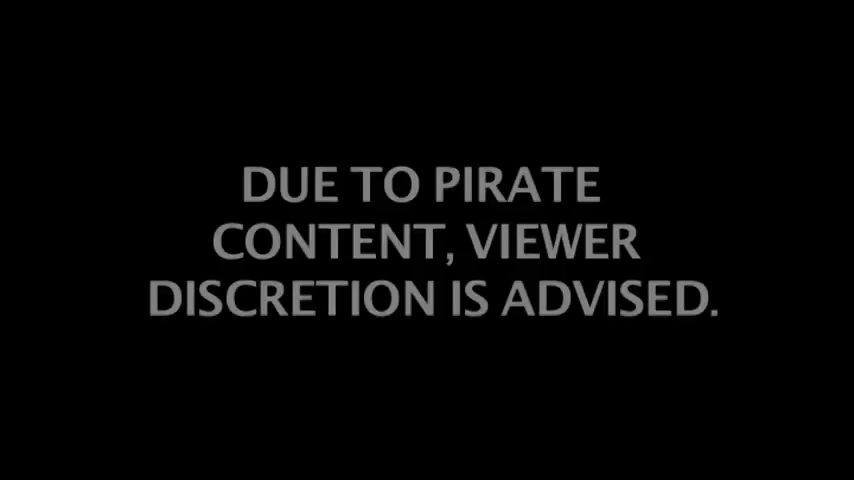 DUE TO PIRATE
CONTENT, VIEWER
DISCRETION IS ADVISED.